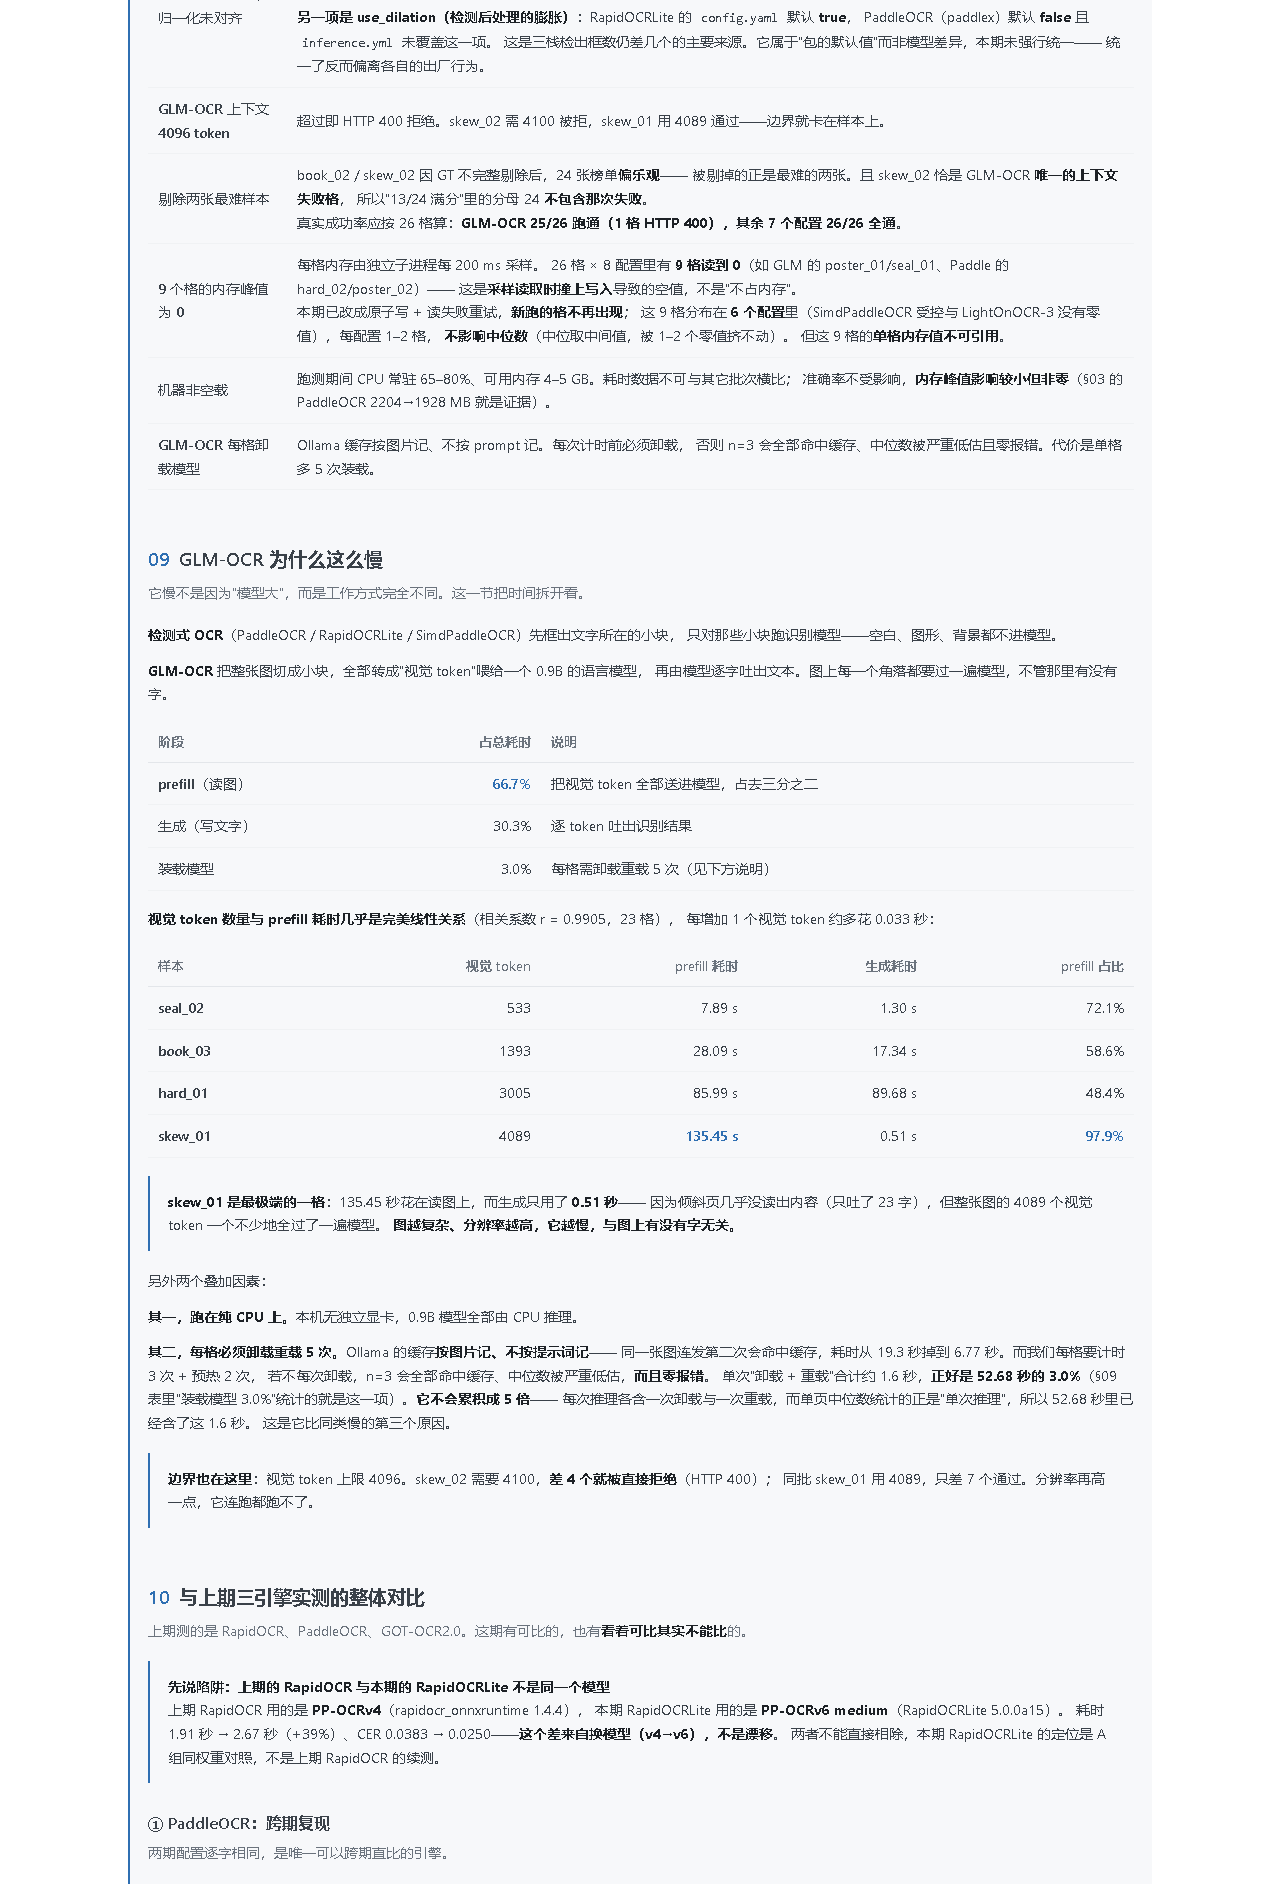 归一化未对齐
另一项是 use_dilation（检测后处理的膨胀）：RapidOCRLite 的 config.yaml 默认 true， PaddleOCR（paddlex）默认 false 且
inference.yml 未覆盖这一项。 这是三栈检出框数仍差几个的主要来源。它属于"包的默认值"而非模型差异，本期未强行统一—— 统
一了反而偏离各自的出厂行为。
GLM-OCR 上下文
4096 token
超过即 HTTP 400 拒绝。skew_02 需 4100 被拒，skew_01 用 4089 通过——边界就卡在样本上。
剔除两张最难样本
book_02 / skew_02 因 GT 不完整剔除后，24 张榜单偏乐观—— 被剔掉的正是最难的两张。且 skew_02 恰是 GLM-OCR 唯一的上下文
失败格， 所以"13/24 满分"里的分母 24 不包含那次失败。
真实成功率应按 26 格算：GLM-OCR 25/26 跑通（1 格 HTTP 400），其余 7 个配置 26/26 全通。
9 个格的内存峰值
为 0
每格内存由独立子进程每 200 ms 采样。 26 格 × 8 配置里有 9 格读到 0（如 GLM 的 poster_01/seal_01、Paddle 的
hard_02/poster_02）—— 这是采样读取时撞上写入导致的空值，不是"不占内存"。
本期已改成原子写 + 读失败重试，新跑的格不再出现； 这 9 格分布在 6 个配置里（SimdPaddleOCR 受控与 LightOnOCR-3 没有零
值），每配置 1–2 格， 不影响中位数（中位取中间值，被 1–2 个零值挤不动）。 但这 9 格的单格内存值不可引用。
机器非空载
跑测期间 CPU 常驻 65–80%、可用内存 4–5 GB。耗时数据不可与其它批次横比； 准确率不受影响，内存峰值影响较小但非零（§03 的
PaddleOCR 2204→1928 MB 就是证据）。
GLM-OCR 每格卸
载模型
Ollama 缓存按图片记、不按 prompt 记。每次计时前必须卸载， 否则 n=3 会全部命中缓存、中位数被严重低估且零报错。代价是单格
多 5 次装载。
09 GLM-OCR 为什么这么慢
它慢不是因为"模型大"，而是工作方式完全不同。这一节把时间拆开看。
检测式 OCR（PaddleOCR / RapidOCRLite / SimdPaddleOCR）先框出文字所在的小块， 只对那些小块跑识别模型——空白、图形、背景都不进模型。
GLM-OCR 把整张图切成小块，全部转成"视觉 token"喂给一个 0.9B 的语言模型， 再由模型逐字吐出文本。图上每一个角落都要过一遍模型，不管那里有没有
字。
阶段 占总耗时 说明
prefill（读图） 66.7% 把视觉 token 全部送进模型，占去三分之二
生成（写文字） 30.3% 逐 token 吐出识别结果
装载模型 3.0% 每格需卸载重载 5 次（见下方说明）
视觉 token 数量与 prefill 耗时几乎是完美线性关系（相关系数 r = 0.9905，23 格）， 每增加 1 个视觉 token 约多花 0.033 秒：
样本 视觉 token prefill 耗时 生成耗时 prefill 占比
seal_02 533 7.89 s 1.30 s 72.1%
book_03 1393 28.09 s 17.34 s 58.6%
hard_01 3005 85.99 s 89.68 s 48.4%
skew_01 4089 135.45 s 0.51 s 97.9%
skew_01 是最极端的一格：135.45 秒花在读图上，而生成只用了 0.51 秒—— 因为倾斜页几乎没读出内容（只吐了 23 字），但整张图的 4089 个视觉
token 一个不少地全过了一遍模型。 图越复杂、分辨率越高，它越慢，与图上有没有字无关。
另外两个叠加因素：
其一，跑在纯 CPU 上。本机无独立显卡，0.9B 模型全部由 CPU 推理。
其二，每格必须卸载重载 5 次。Ollama 的缓存按图片记、不按提示词记—— 同一张图连发第二次会命中缓存，耗时从 19.3 秒掉到 6.77 秒。而我们每格要计时
3 次 + 预热 2 次， 若不每次卸载，n=3 会全部命中缓存、中位数被严重低估，而且零报错。 单次"卸载 + 重载"合计约 1.6 秒，正好是 52.68 秒的 3.0%（§09
表里"装载模型 3.0%"统计的就是这一项）。它不会累积成 5 倍—— 每次推理各含一次卸载与一次重载，而单页中位数统计的正是"单次推理"，所以 52.68 秒里已
经含了这 1.6 秒。 这是它比同类慢的第三个原因。
边界也在这里：视觉 token 上限 4096。skew_02 需要 4100，差 4 个就被直接拒绝（HTTP 400）； 同批 skew_01 用 4089，只差 7 个通过。分辨率再高
一点，它连跑都跑不了。
10 与上期三引擎实测的整体对比
上期测的是 RapidOCR、PaddleOCR、GOT-OCR2.0。这期有可比的，也有看着可比其实不能比的。
先说陷阱：上期的 RapidOCR 与本期的 RapidOCRLite 不是同一个模型
上期 RapidOCR 用的是 PP-OCRv4（rapidocr_onnxruntime 1.4.4）， 本期 RapidOCRLite 用的是 PP-OCRv6 medium（RapidOCRLite 5.0.0a15）。 耗时
1.91 秒 → 2.67 秒（+39%）、CER 0.0383 → 0.0250——这个差来自换模型（v4→v6），不是漂移。 两者不能直接相除，本期 RapidOCRLite 的定位是 A
组同权重对照，不是上期 RapidOCR 的续测。
① PaddleOCR：跨期复现
两期配置逐字相同，是唯一可以跨期直比的引擎。